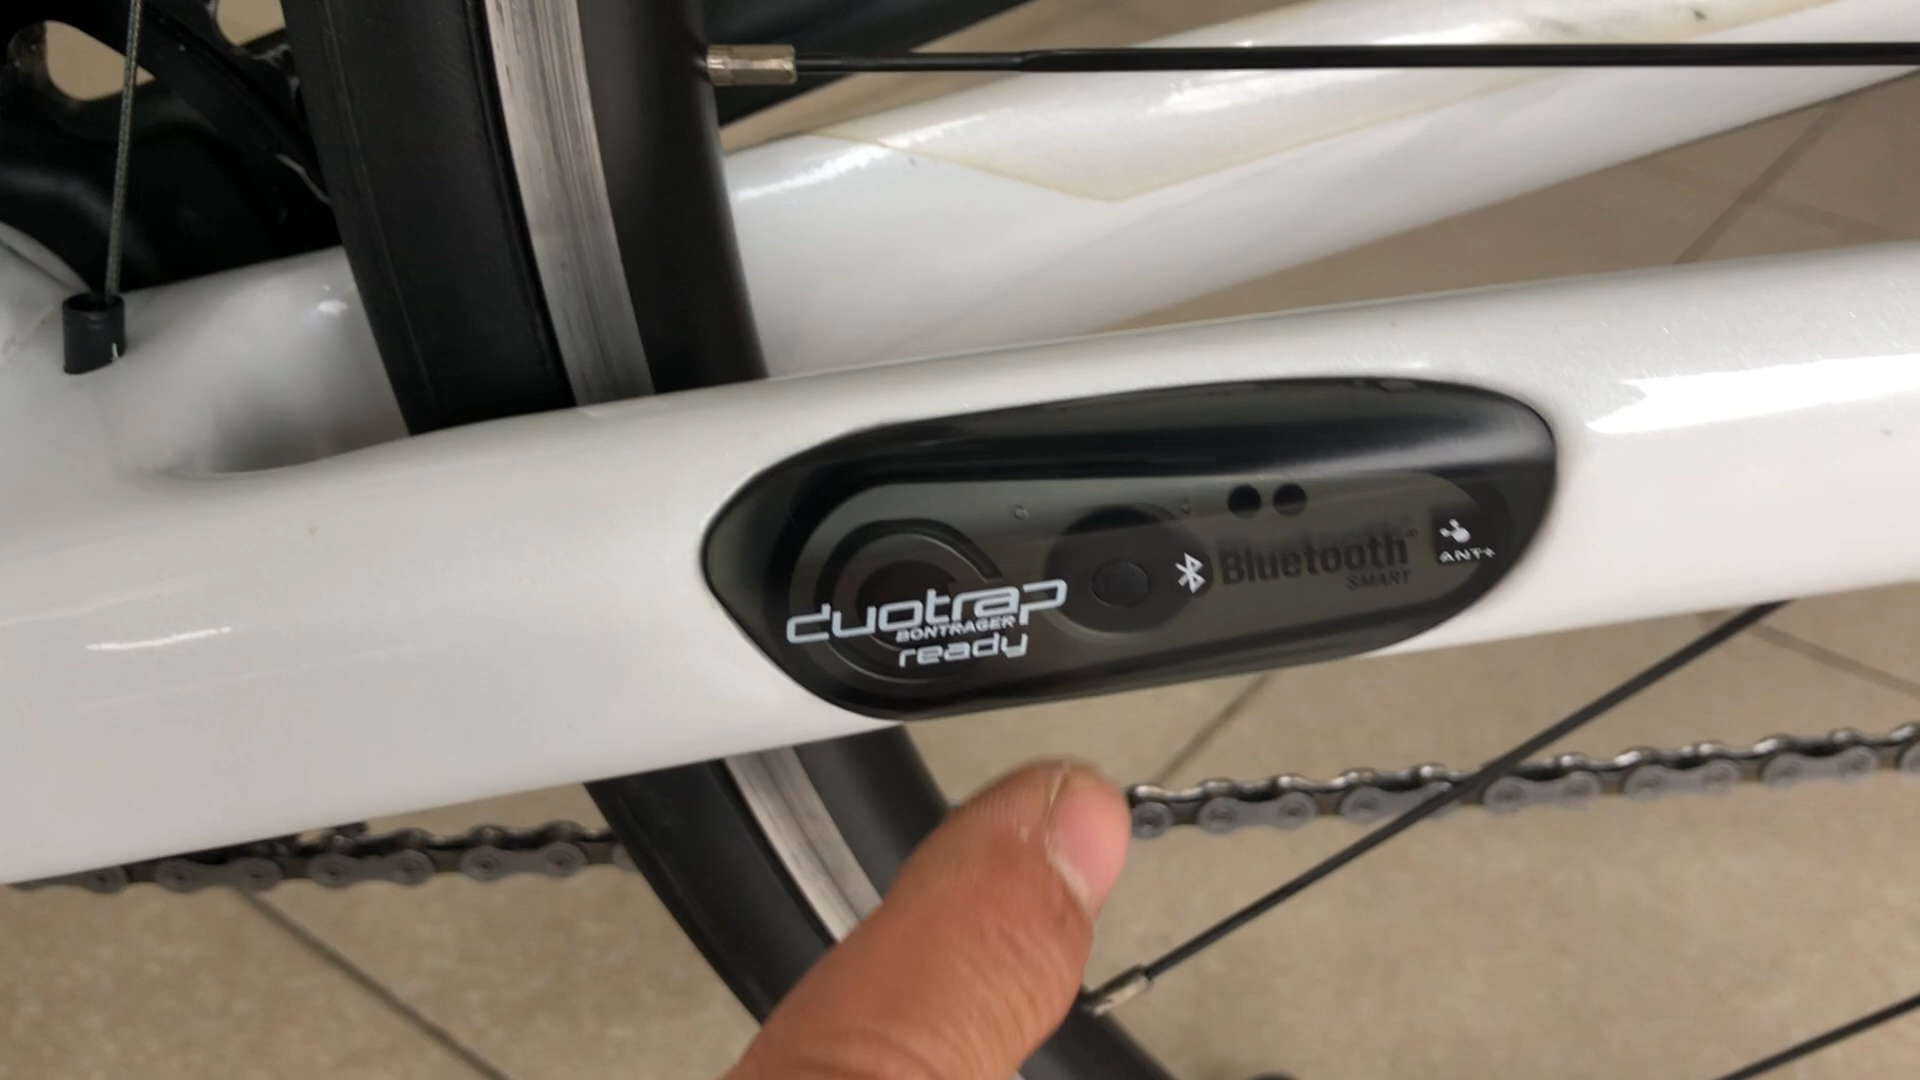 duotrap
BONTRAGER
ready
Bluetooth®
SMART
ANT+